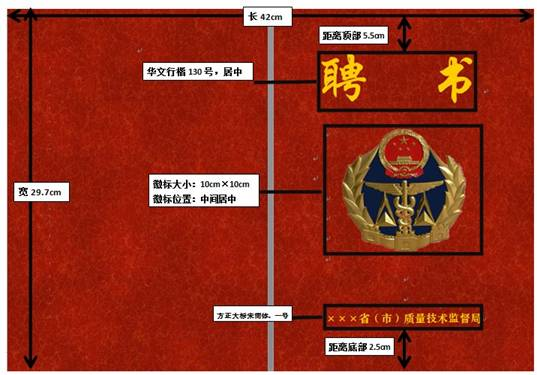 长 42cm
距离顶部 5.5cm
华文行楷 130 号，居中
聘 书
宽 29.7cm
徽标大小：10cm×10cm
徽标位置：中间居中
方正大标宋简体，一号
×××省（市）质量技术监督局
距离底部 2.5cm